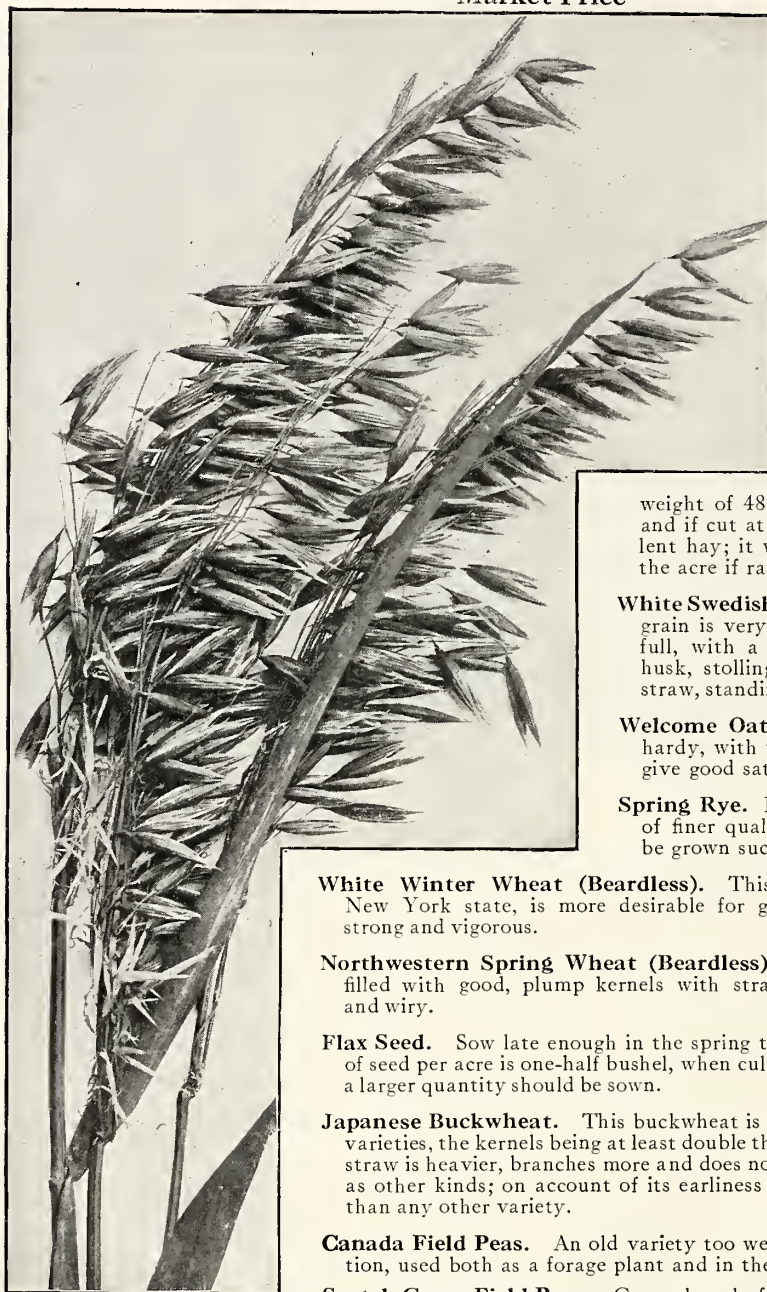 Market Price
weight of 48
and if cut at
lent hay; it
the acre if ra
White Swedish
grain is very
full, with a
husk, stolling
straw, standi
Welcome Oat
hardy, with
give good sat
Spring Rye.
of finer qual
be grown suc
White Winter Wheat (Beardless). This
New York state, is more desirable for g
strong and vigorous.
Northwestern Spring Wheat (Beardless)
filled with good, plump kernels with stra
and wiry.
Flax Seed. Sow late enough in the spring t
of seed per acre is one-half bushel, when cul
a larger quantity should be sown.
Japanese Buckwheat. This buckwheat is
varieties, the kernels being at least double th
straw is heavier, branches more and does no
as other kinds; on account of its earliness
than any other variety.
Canada Field Peas. An old variety too we
tion, used both as a forage plant and in the